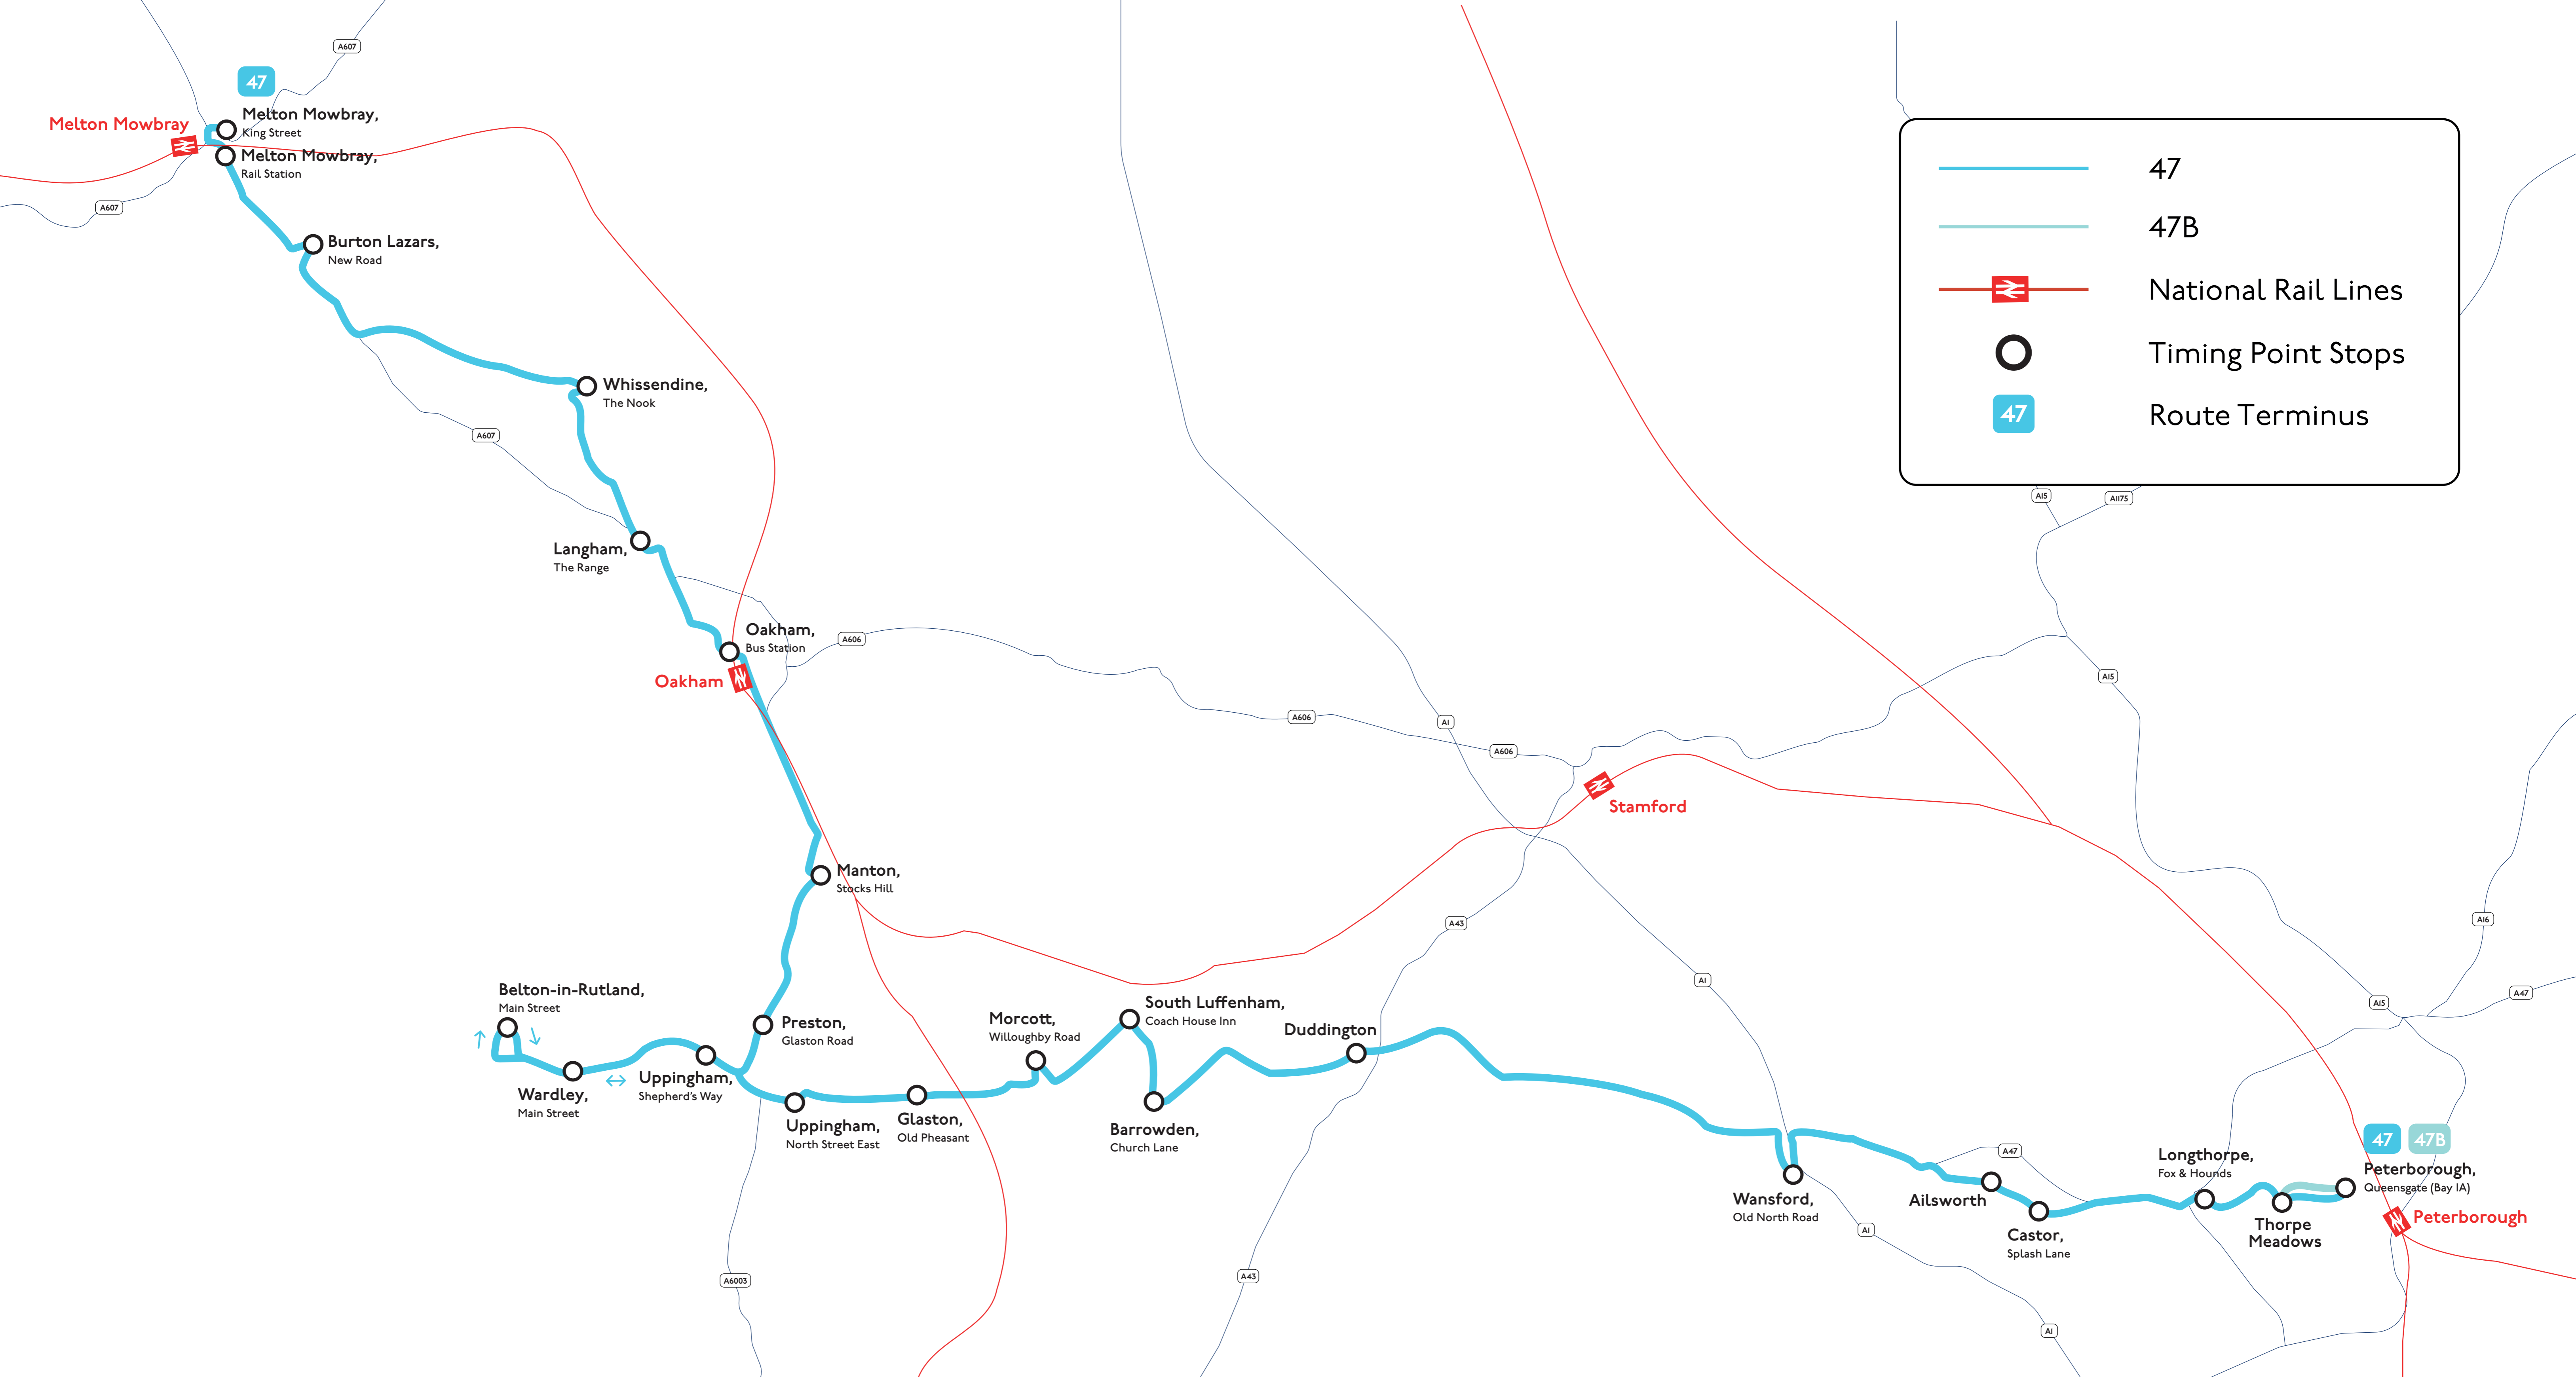 A607
47
Melton Mowbray,
King Street
Melton Mowbray
Melton Mowbray,
Rail Station
A607
Burton Lazars,
New Road
Whissendine,
The Nook
A607
Langham,
The Range
Oakham,
Bus Station
Oakham
A606
A606
A1
A606
Stamford
47
47B
National Rail Lines
Timing Point Stops
47
Route Terminus
A15
A1175
A15
Manton,
Stocks Hill
A43
A1
A16
A47
A15
Belton-in-Rutland,
Main Street
Wardley,
Main Street
Uppingham,
Shepherd's Way
Preston,
Glaston Road
Uppingham,
North Street East
Glaston,
Old Pheasant
Morcott,
Willoughby Road
South Luffenham,
Coach House Inn
Barrowden,
Church Lane
Duddington
Wansford,
Old North Road
A47
Ailsworth
Castor,
Splash Lane
Longthorpe,
Fox & Hounds
Thorpe
Meadows
47
47B
Peterborough,
Queensgate (Bay 1A)
Peterborough
A6003
A43
A1
A1